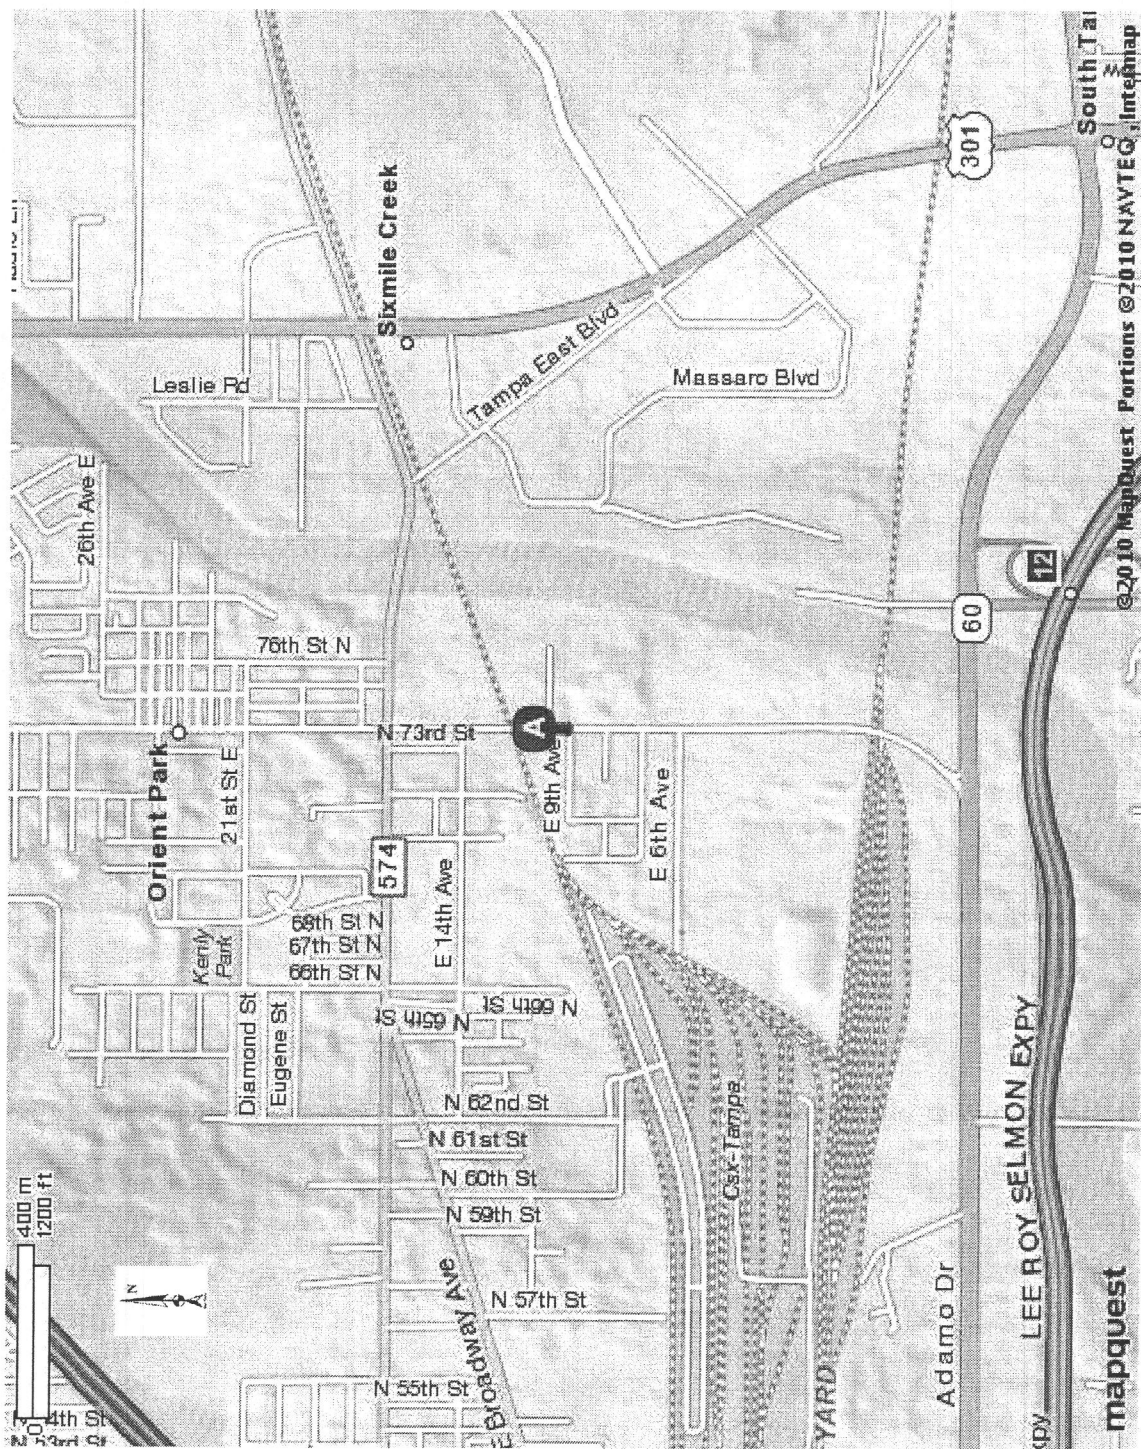 400 m
1200 ft
0
N
26th Ave E
Leslie Rd
Sixmile Creek
Tampa East Blvd
Massaro Blvd
301
South Ta
76th St N
Orient Park
21st St E
N 73rd St
A
E 9th Ave
E 6th Ave
574
E 14th Ave
Kenly
Park
68th St N
67th St N
66th St N
Diamond St
Eugene St
N 65th St
N 66th St
N 62nd St
N 61st St
N 60th St
N 59th St
N 57th St
N 55th St
E Broadway Ave
4th St
Csx-Tampa
YARD
60
12
Adamo Dr
LEE ROY SELMON EXPY
xpy
mapquest
©2010 MapQuest Portions ©2010 NAVTEQ, Intermap